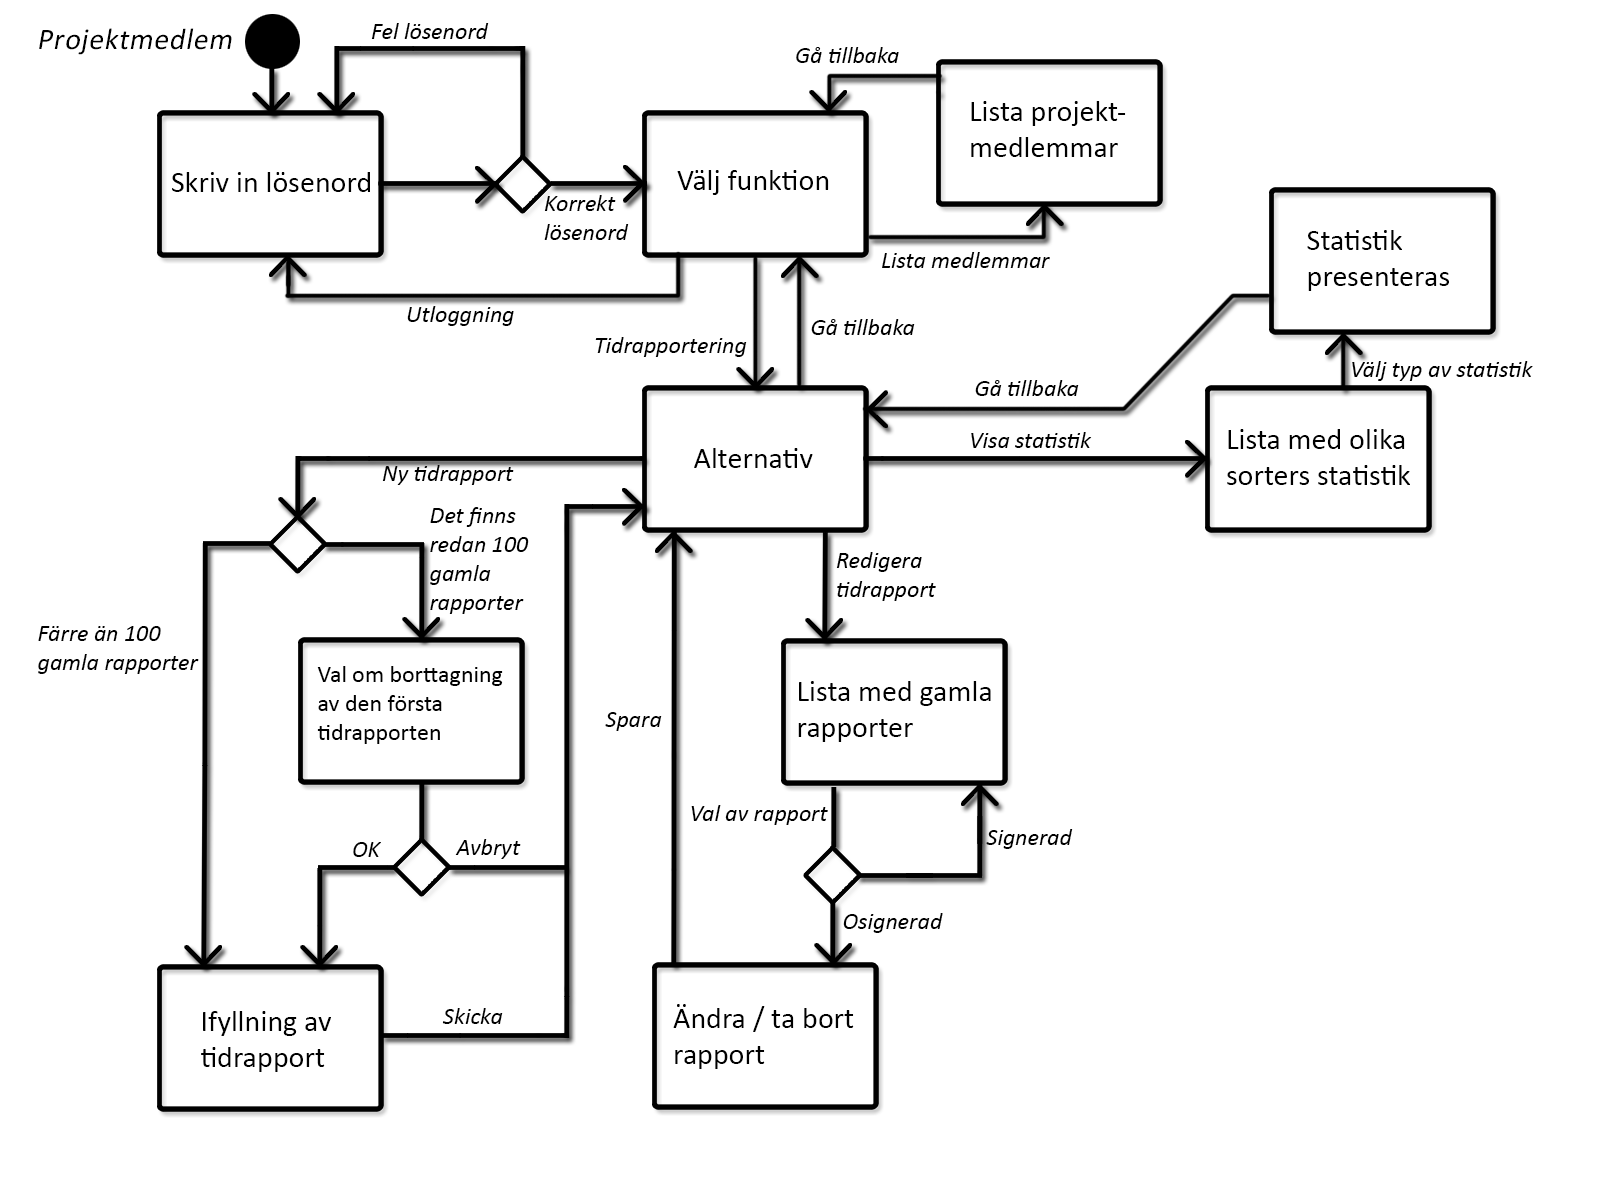 Projektmedlem
Fel lösenord
Gå tillbaka
Lista projekt-
medlemmar
Skriv in lösenord
Välj funktion
Korrekt
lösenord
Lista medlemmar
Statistik
presenteras
Utloggning
Tidrapportering
Gå tillbaka
Välj typ av statistik
Gå tillbaka
Alternativ
Visa statistik
Lista med olika
sorters statistik
Ny tidrapport
Det finns
redan 100
gamla
rapporter
Redigera
tidrapport
Färre än 100
gamla rapporter
Val om borttagning
av den första
tidrapporten
Spara
Lista med gamla
rapporter
Val av rapport
Signerad
OK
Avbryt
Osignerad
Ifyllning av
tidrapport
Skicka
Ändra / ta bort
rapport